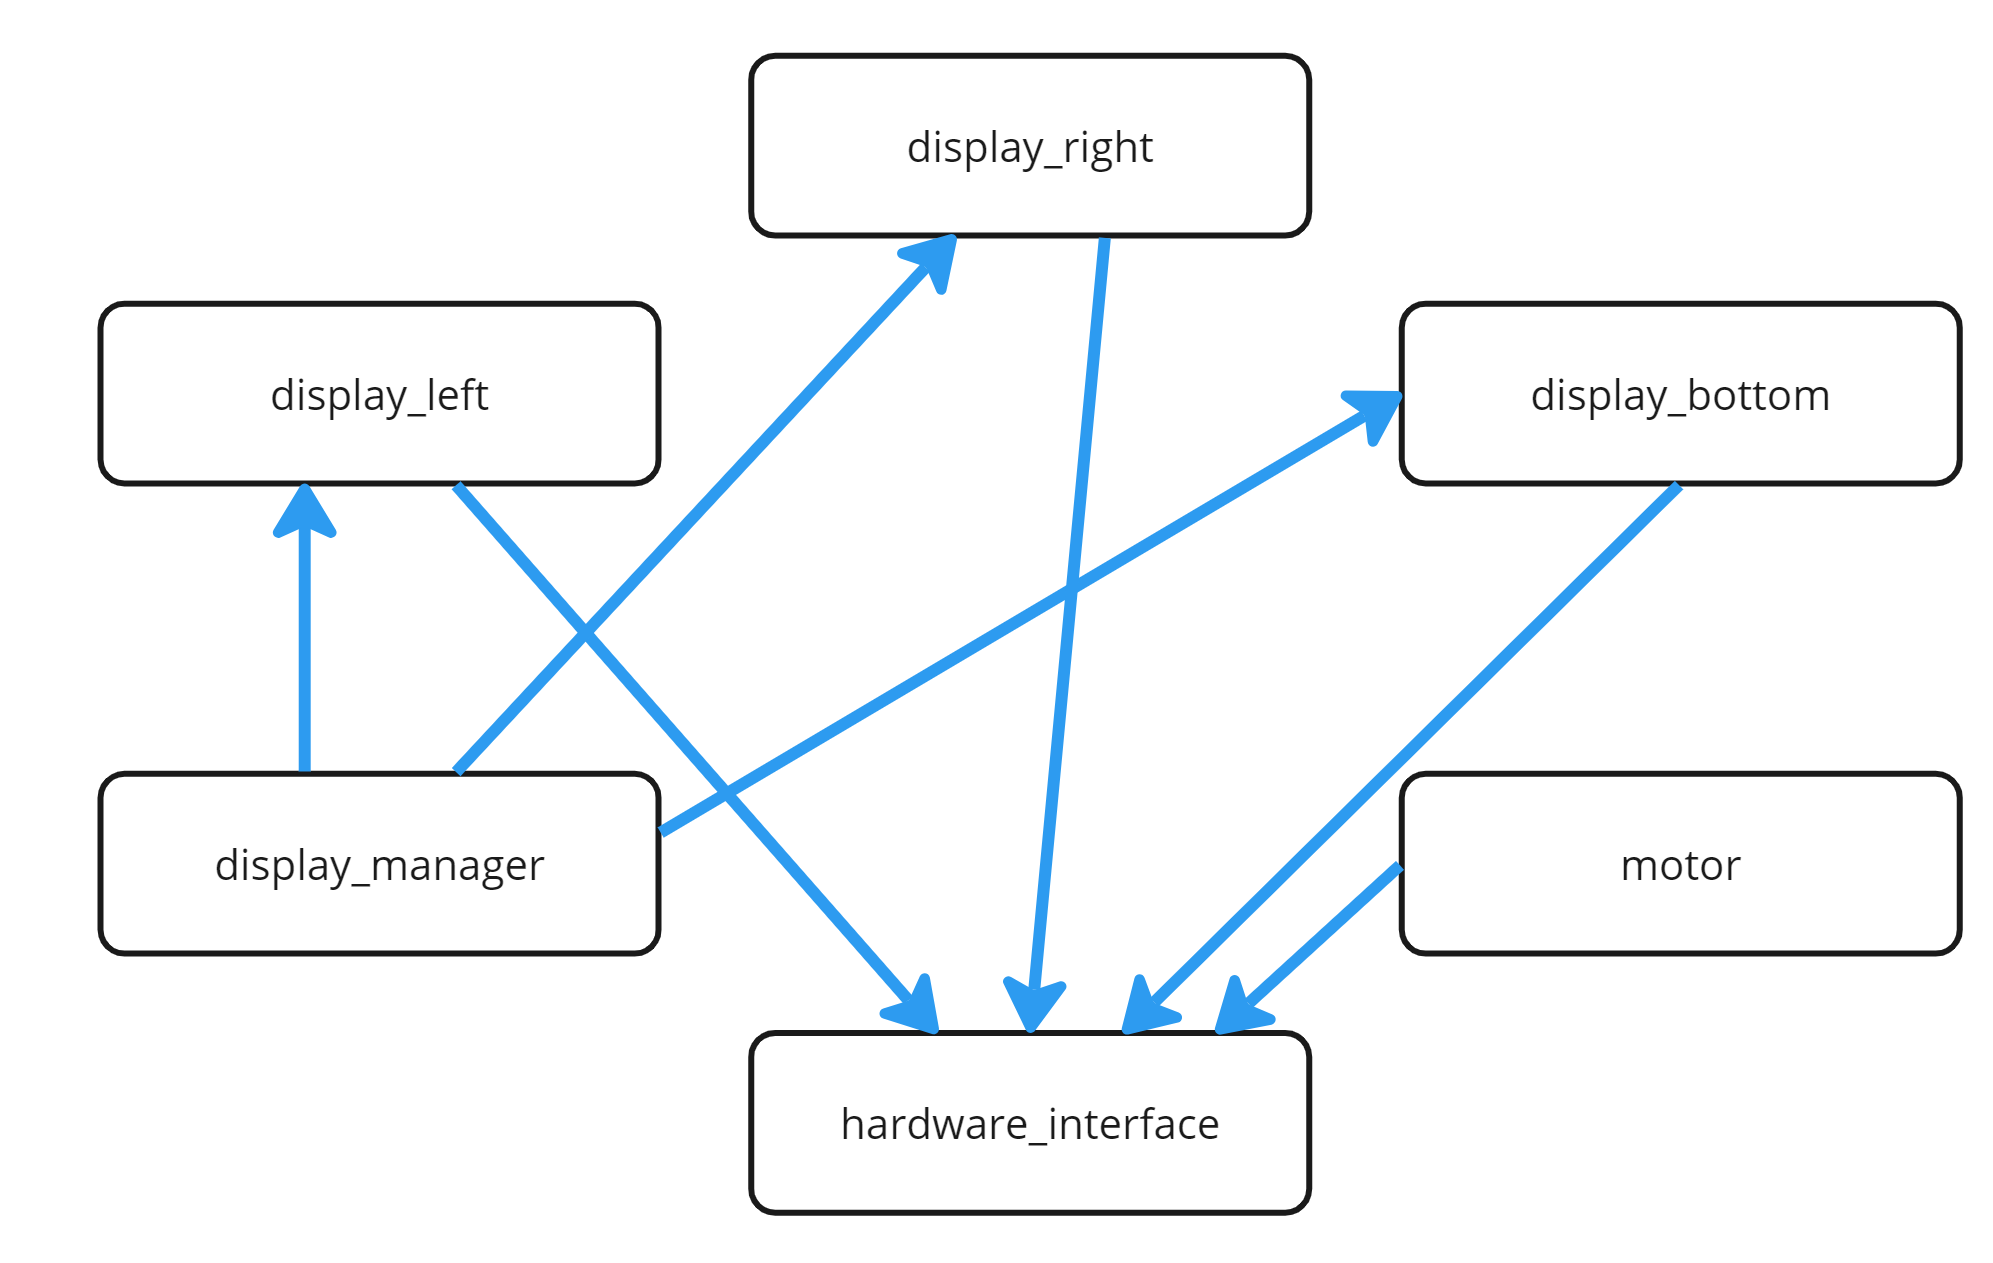 display_right
display_left
display_bottom
display_manager
motor
hardware_interface